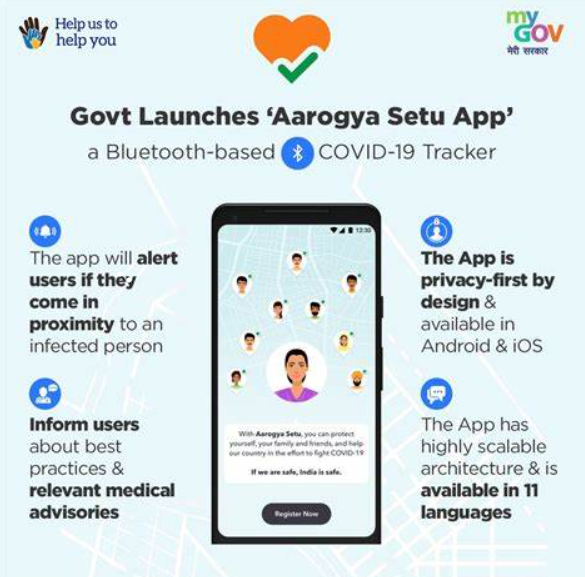 Help us to
help you
my
GOV
मेरी सरकार
Govt Launches ‘Aarogya Setu App’
a Bluetooth-based COVID-19 Tracker
The app will alert
users if they
come in
proximity to an
infected person
Inform users
about best
practices &
relevant medical
advisories
12:30
With Aarogya Setu, you can protect
yourself, your family and friends, and help
our country in the effort to fight COVID-19
If we are safe, India is safe.
Register Now
The App is
privacy-first by
design &
available in
Android & iOS
The App has
highly scalable
architecture & is
available in 11
languages